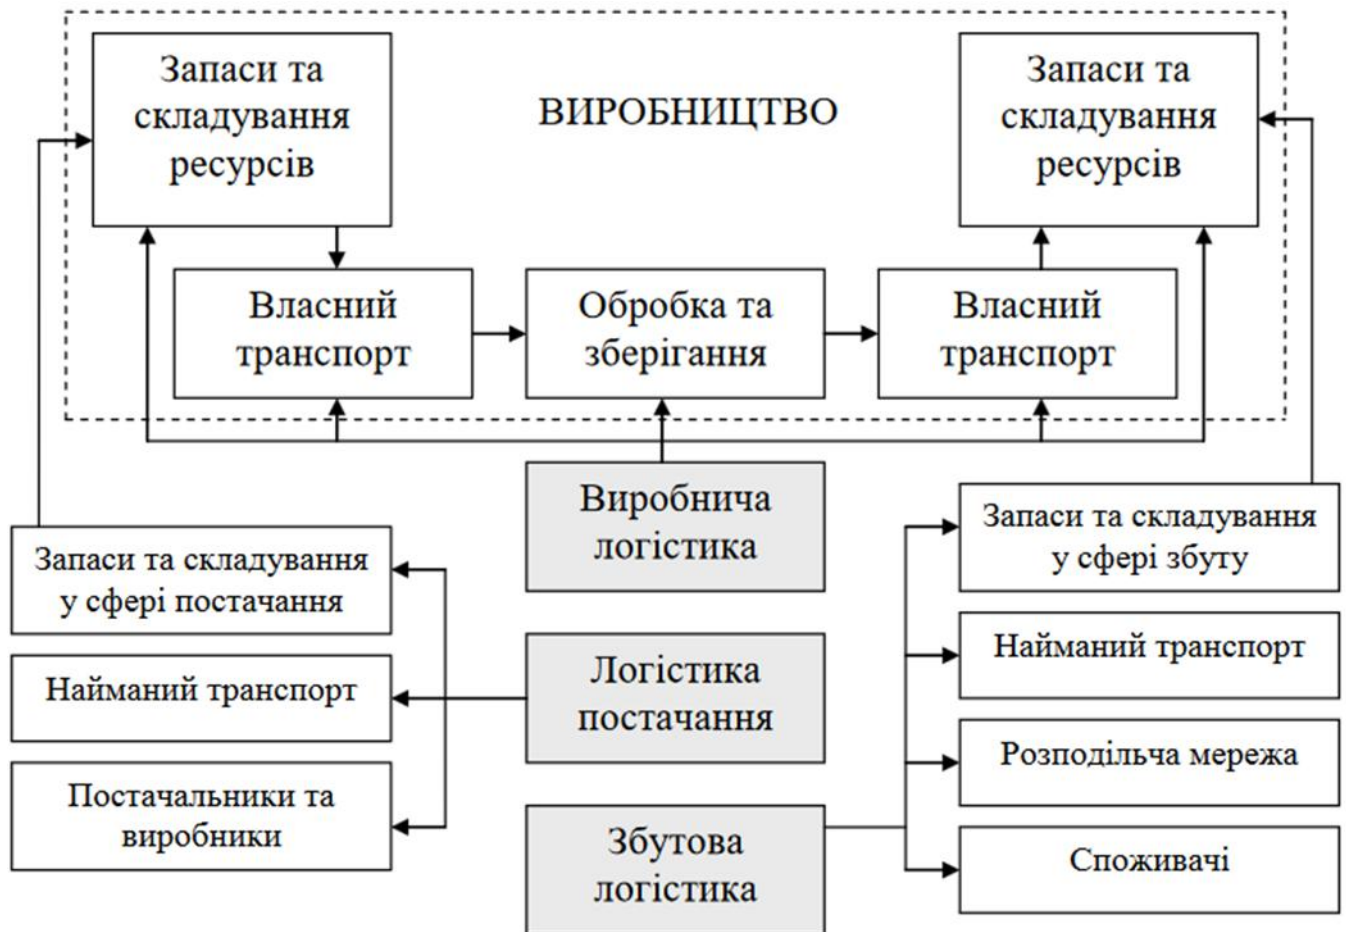 Запаси та
складування
ресурсів
ВИРОБНИЦТВО
Запаси та
складування
ресурсів
Власний
транспорт
Обробка та
зберігання
Власний
транспорт
Виробнича
логістика
Запаси та складування
у сфері постачання
Найманий транспорт
Постачальники та
виробники
Логістика
постачання
Збутова
логістика
Запаси та складування
у сфері збуту
Найманий транспорт
Розподільча мережа
Споживачі